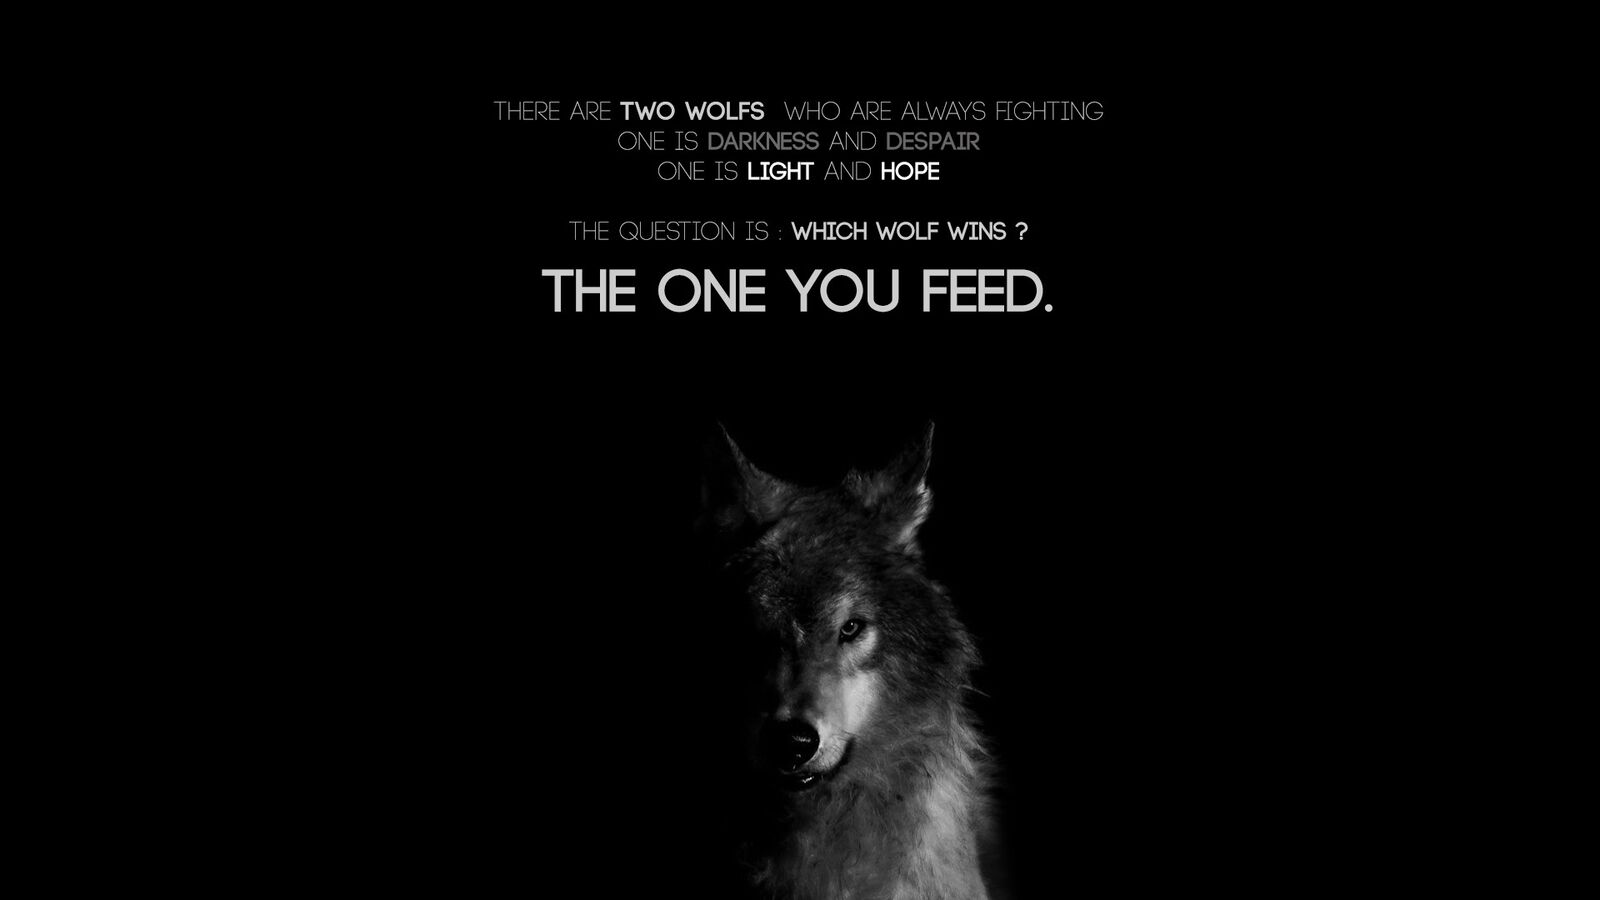 THERE ARE TWO WOLFS WHO ARE ALWAYS FIGHTING
ONE IS DARKNESS AND DESPAIR
ONE IS LIGHT AND HOPE
THE QUESTION IS : WHICH WOLF WINS ?
THE ONE YOU FEED.